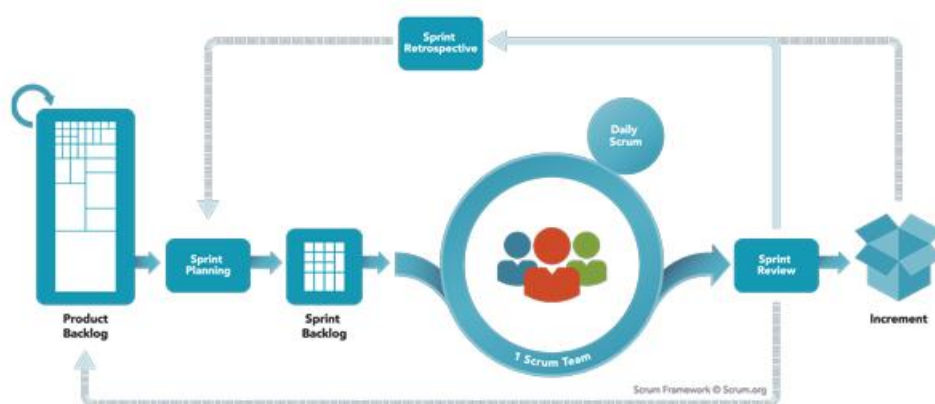 Sprint
Retrospective
Daily
Scrum
Sprint
Planning
Sprint
Review
Product
Backlog
Sprint
Backlog
Increment
1 Scrum Team
Scrum Framework © Scrum.org